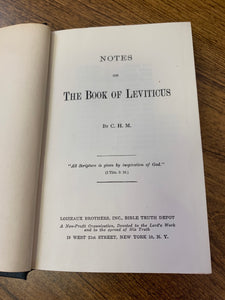 NOTES
ON
THE BOOK OF LEVITICUS
BY C. H. M.
"All Scripture is given by inspiration of God."
(2 Tim. 3 16.)
LOIZEAUX BROTHERS, INC., BIBLE TRUTH DEPOT
A Non-Profit Organization, Devoted to the Lord's Work
and to the spread of His Truth
19 WEST 21st STREET, NEW YORK 10, N. Y.